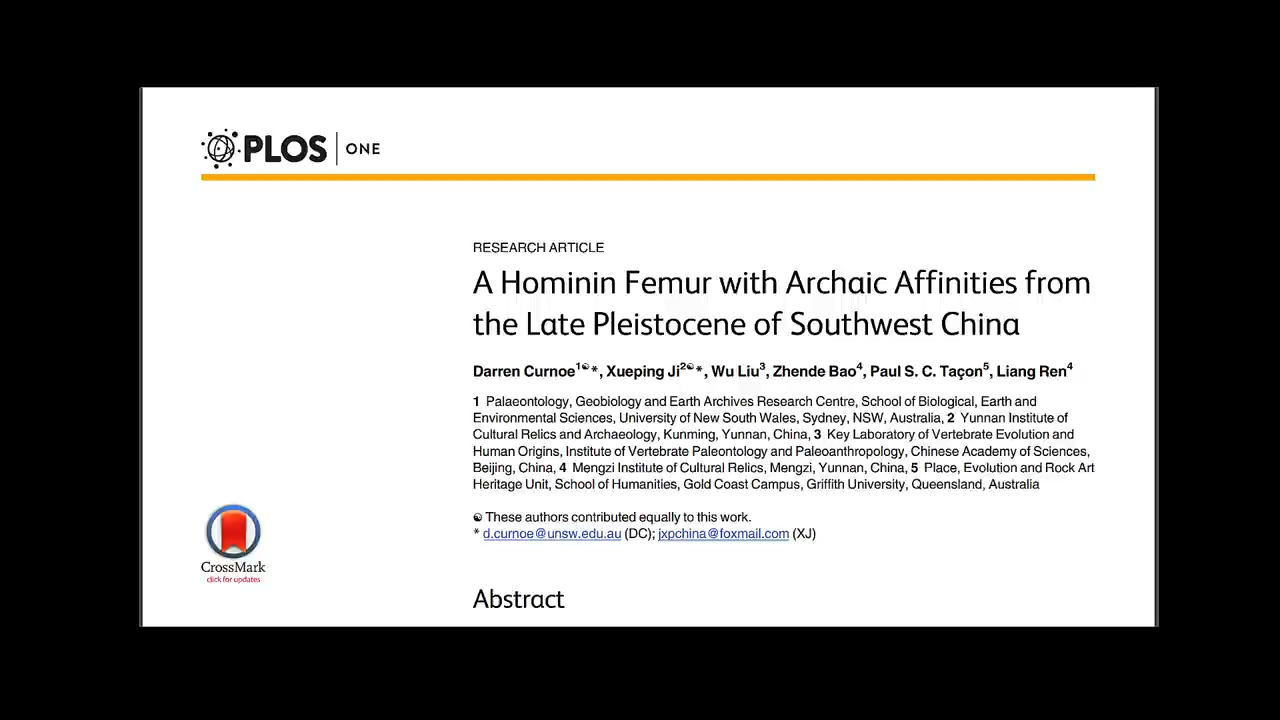 PLOS ONE
RESEARCH ARTICLE
A Hominin Femur with Archaic Affinities from
the Late Pleistocene of Southwest China
Darren Curnoe1☯*, Xueping Ji2☯*, Wu Liu3, Zhende Bao4, Paul S. C. Taçon5, Liang Ren4
1 Palaeontology, Geobiology and Earth Archives Research Centre, School of Biological, Earth and
Environmental Sciences, University of New South Wales, Sydney, NSW, Australia, 2 Yunnan Institute of
Cultural Relics and Archaeology, Kunming, Yunnan, China, 3 Key Laboratory of Vertebrate Evolution and
Human Origins, Institute of Vertebrate Paleontology and Paleoanthropology, Chinese Academy of Sciences,
Beijing, China, 4 Mengzi Institute of Cultural Relics, Mengzi, Yunnan, China, 5 Place, Evolution and Rock Art
Heritage Unit, School of Humanities, Gold Coast Campus, Griffith University, Queensland, Australia
☯ These authors contributed equally to this work.
* d.curnoe@unsw.edu.au (DC); jxpchina@foxmail.com (XJ)
CrossMark
click for updates
Abstract